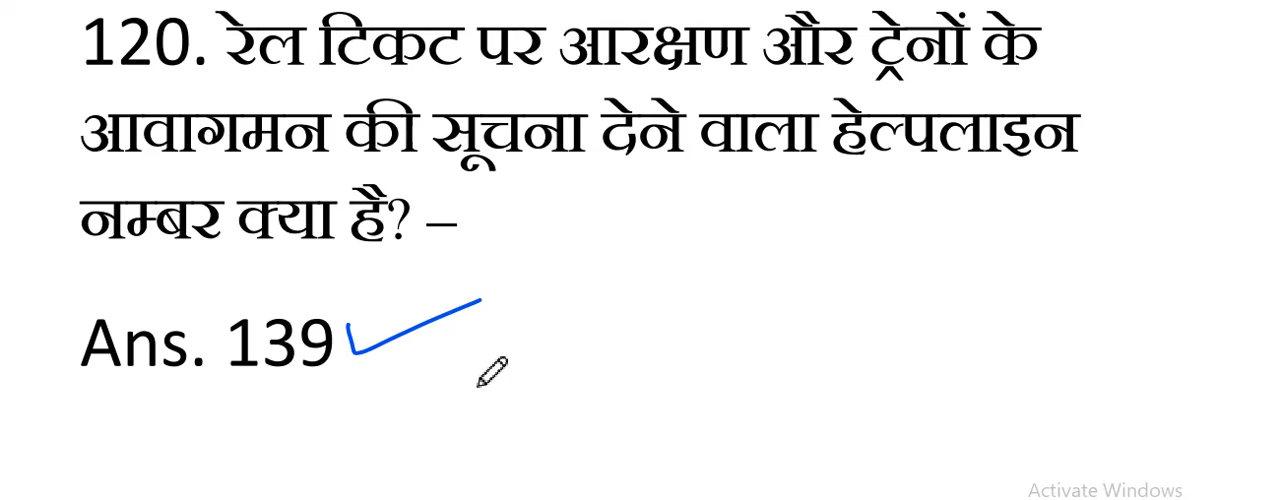 120. रेल टिकट पर आरक्षण और ट्रेनों के
आवागमन की सूचना देने वाला हेल्पलाइन
नम्बर क्या है? –
Ans. 139
Activate Windows